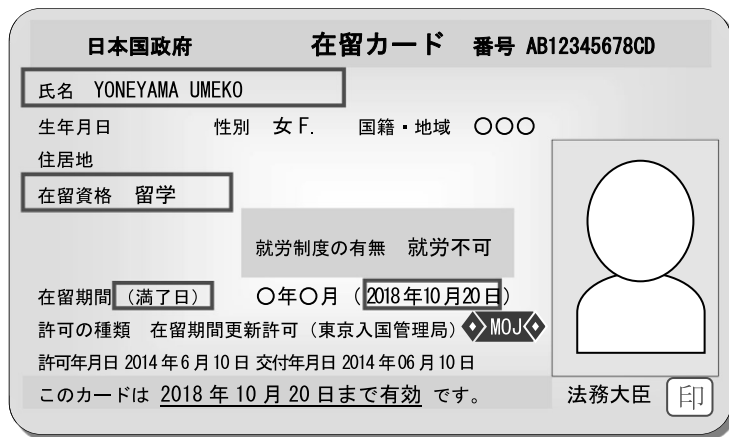 日本国政府 在留カード 番号 AB12345678CD
氏名 YONEYAMA UMEKO
生年月日 性別 女 F. 国籍・地域 〇〇〇
住居地
在留資格 留学
就労制度の有無 就労不可
在留期間(満了日) 〇年〇月(2018年10月20日)
許可の種類 在留期間更新許可(東京入国管理局) MOJ
許可年月日 2014年6月10日 交付年月日 2014年06月10日
このカードは 2018年10月20日まで有効 です。 法務大臣 印